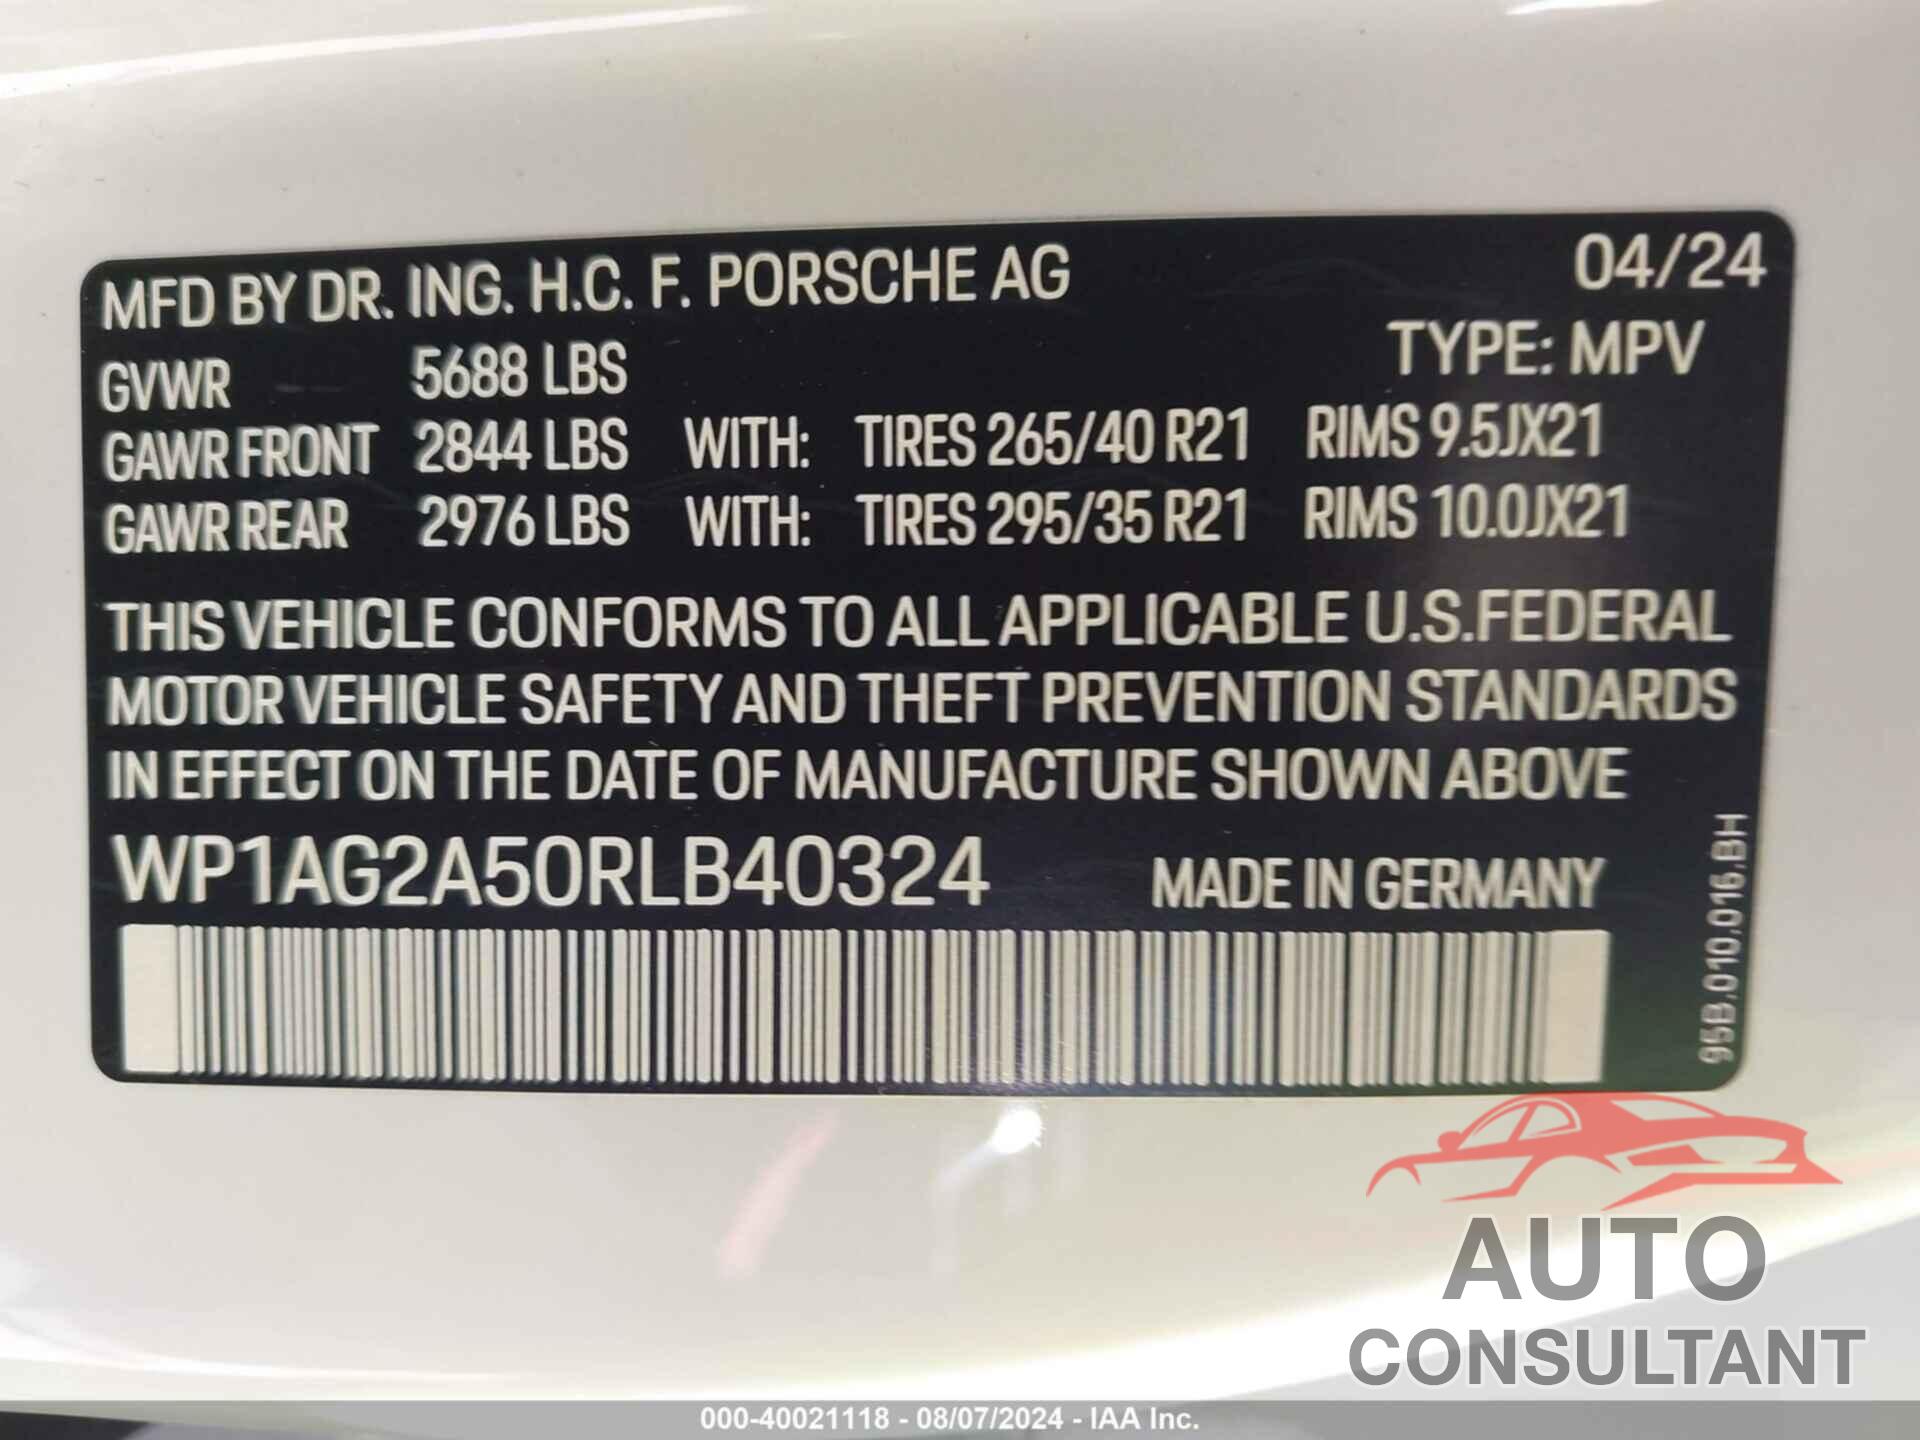 MFD BY DR. ING. H.C. F. PORSCHE AG 04/24
TYPE: MPV
GVWR 5688 LBS
GAWR FRONT 2844 LBS WITH: TIRES 265/40 R21 RIMS 9.5JX21
GAWR REAR 2976 LBS WITH: TIRES 295/35 R21 RIMS 10.0JX21
THIS VEHICLE CONFORMS TO ALL APPLICABLE U.S.FEDERAL
MOTOR VEHICLE SAFETY AND THEFT PREVENTION STANDARDS
IN EFFECT ON THE DATE OF MANUFACTURE SHOWN ABOVE
WP1AG2A50RLB40324 MADE IN GERMANY
95B.010.016.BH
AUTO
CONSULTANT
000-40021118 - 08/07/2024 - IAA Inc.